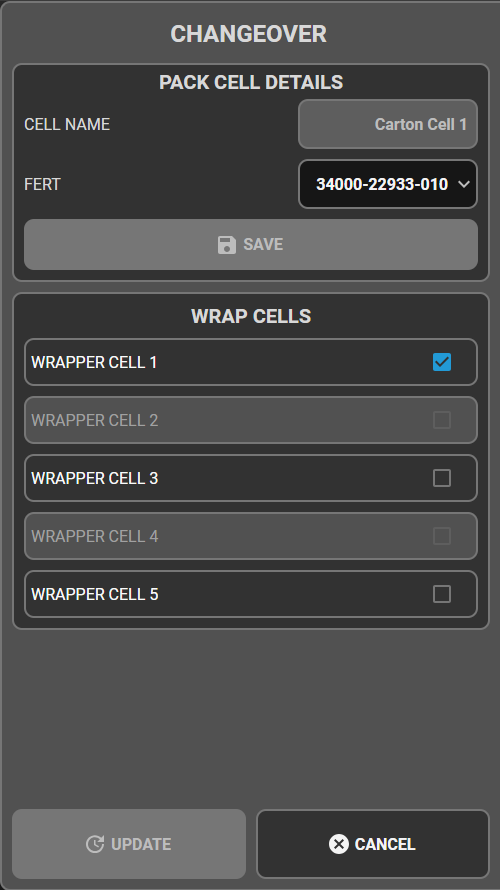 CHANGEOVER
PACK CELL DETAILS
CELL NAME Carton Cell 1
FERT 34000-22933-010
SAVE
WRAP CELLS
WRAPPER CELL 1
WRAPPER CELL 2
WRAPPER CELL 3
WRAPPER CELL 4
WRAPPER CELL 5
UPDATE CANCEL